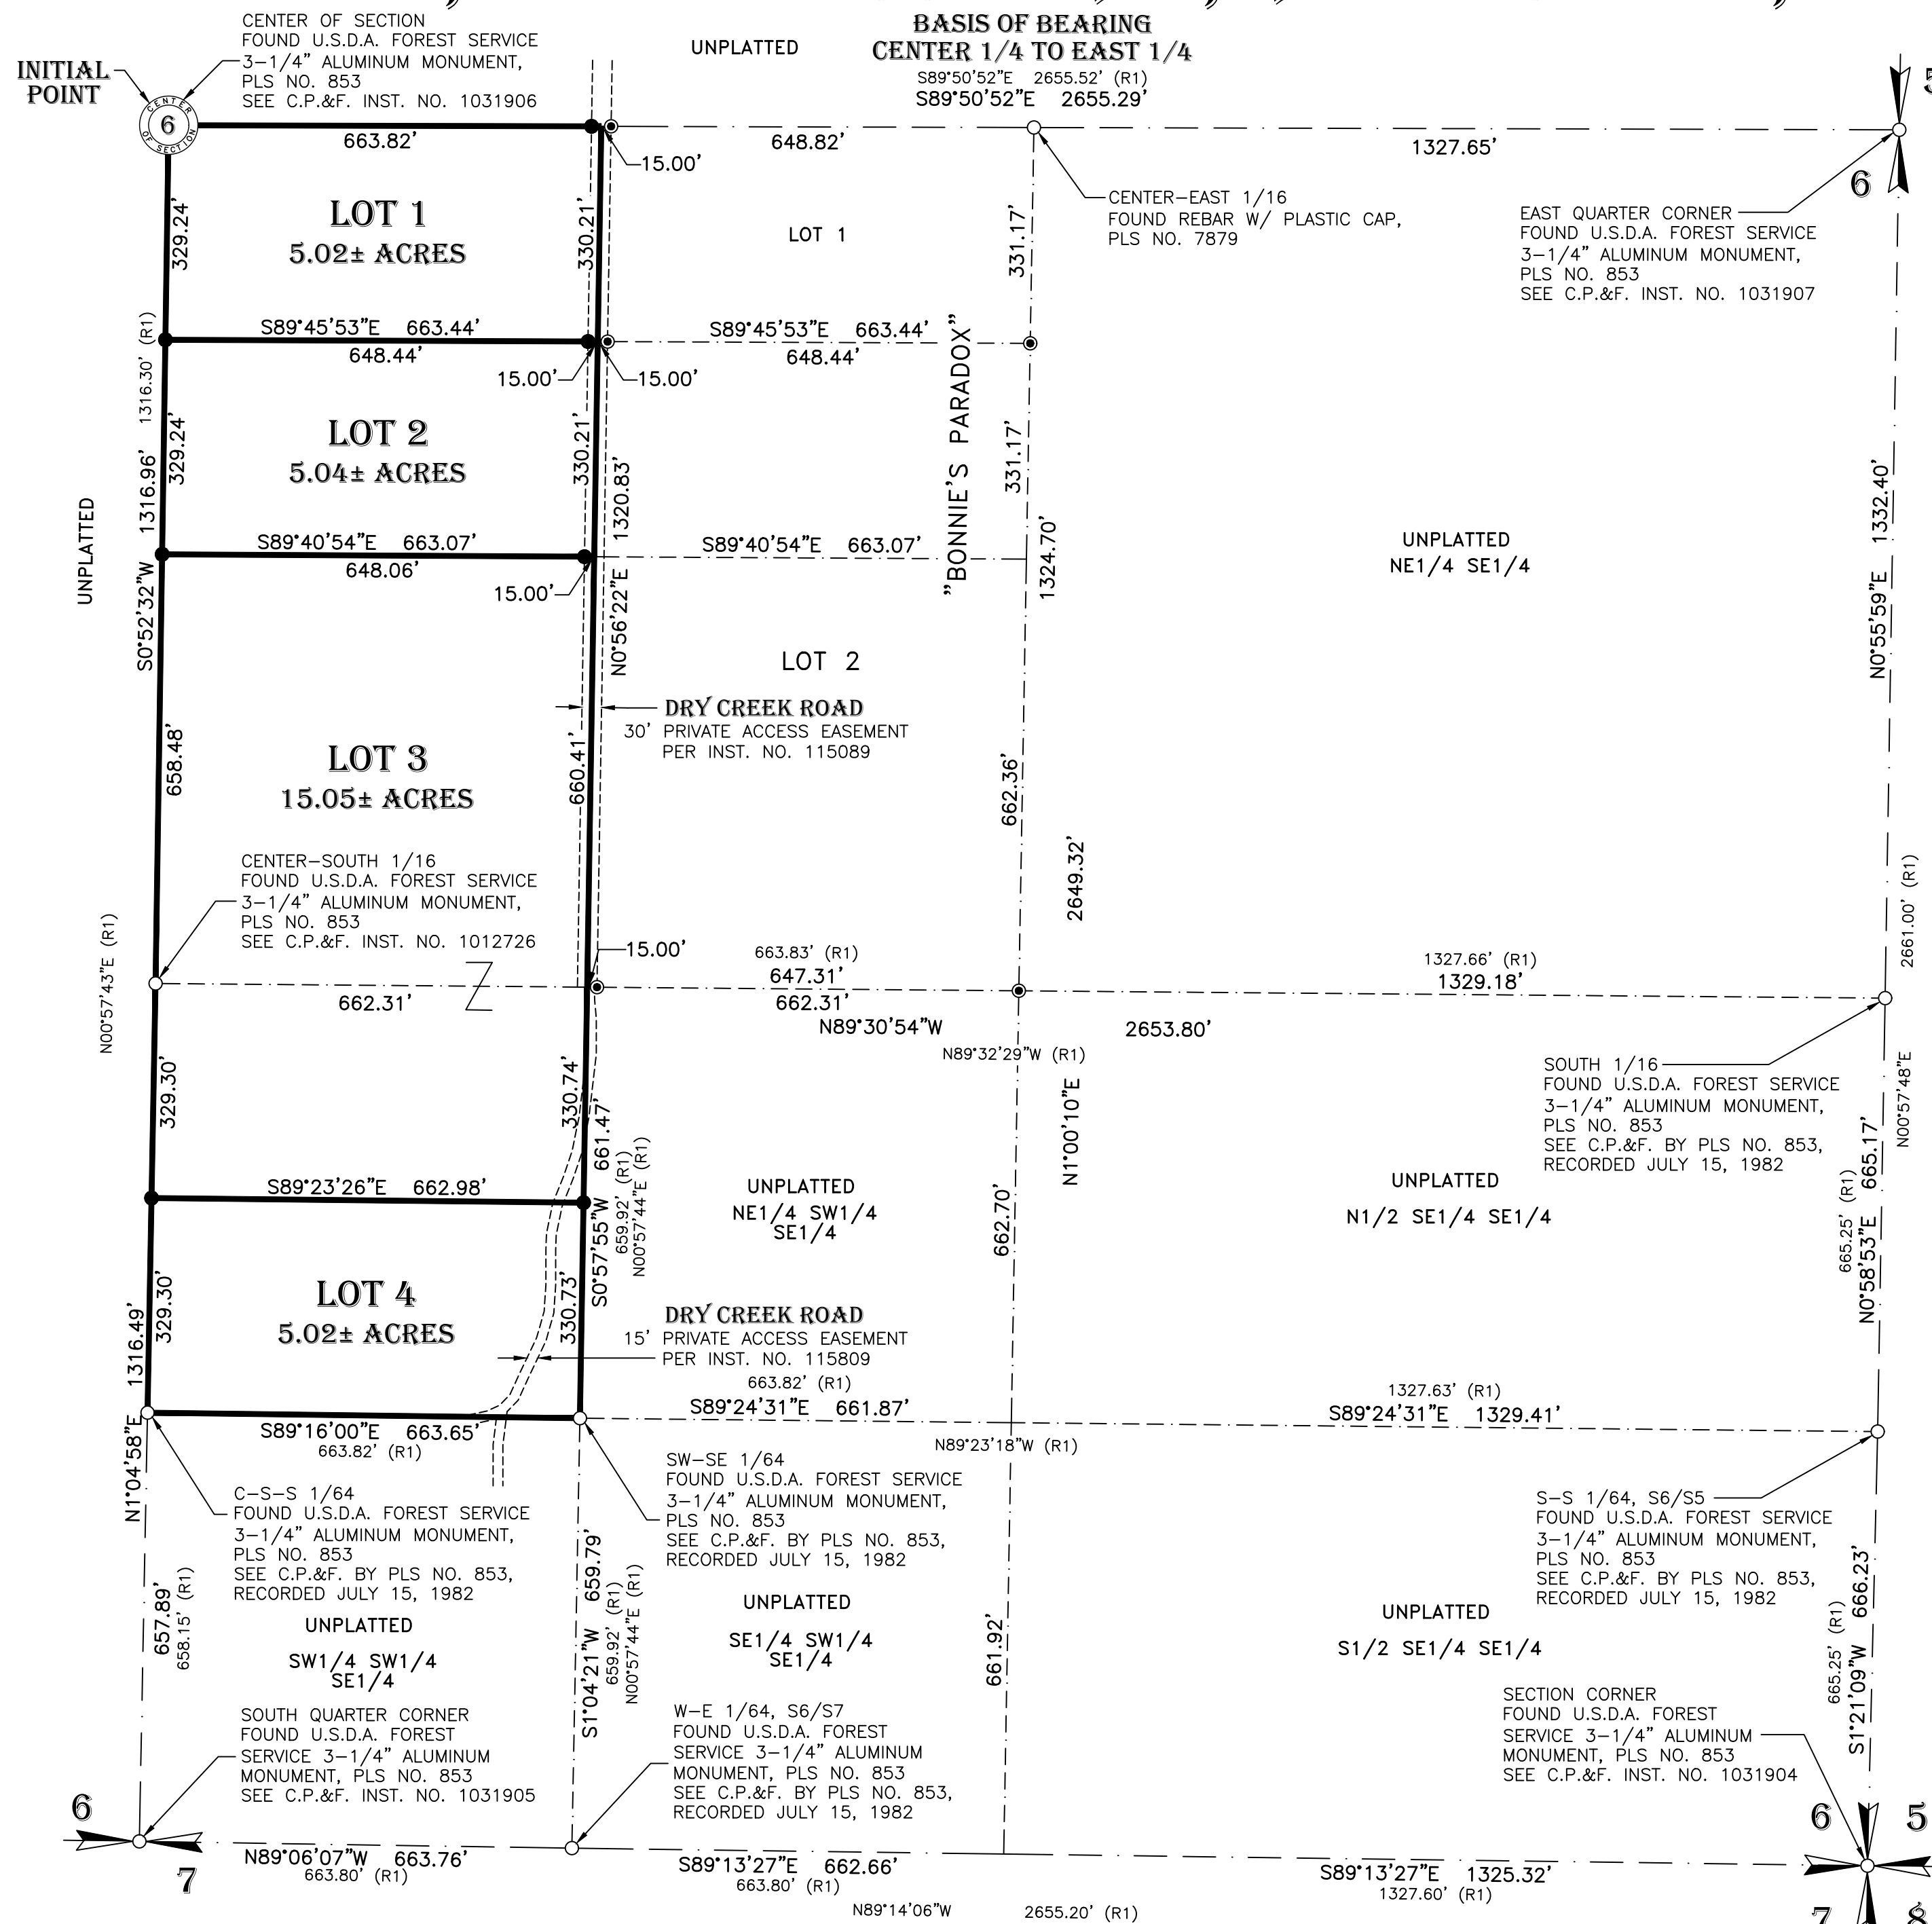 BASIS OF BEARING
CENTER 1/4 TO EAST 1/4
S89°50'52"E 2655.52' (R1)
S89°50'52"E 2655.29'
UNPLATTED
CENTER OF SECTION
FOUND U.S.D.A. FOREST SERVICE
3-1/4" ALUMINUM MONUMENT,
PLS NO. 853
SEE C.P.&F. INST. NO. 1031906
INITIAL
POINT
CENTER
6
OF SECTION
663.82'
15.00'
648.82'
1327.65'
5
6
CENTER-EAST 1/16
FOUND REBAR W/ PLASTIC CAP,
PLS NO. 7879
EAST QUARTER CORNER
FOUND U.S.D.A. FOREST SERVICE
3-1/4" ALUMINUM MONUMENT,
PLS NO. 853
SEE C.P.&F. INST. NO. 1031907
329.24'
LOT 1
5.02± ACRES
330.21'
LOT 1
331.17'
S89°45'53"E 663.44'
648.44'
15.00'
15.00'
S89°45'53"E 663.44'
648.44'
1316.30' (R1)
1316.96'
329.24'
LOT 2
5.04± ACRES
330.21'
1320.83'
331.17'
"BONNIE'S PARADOX"
1324.70'
1332.40'
UNPLATTED
S89°40'54"E 663.07'
648.06'
15.00'
S89°40'54"E 663.07'
UNPLATTED
NE1/4 SE1/4
S0°52'32"W
N0°56'22"E
N0°55'59"E
LOT 2
DRY CREEK ROAD
30' PRIVATE ACCESS EASEMENT
PER INST. NO. 115089
658.48'
LOT 3
15.05± ACRES
660.41'
662.36'
2649.32'
2661.00' (R1)
CENTER-SOUTH 1/16
FOUND U.S.D.A. FOREST SERVICE
3-1/4" ALUMINUM MONUMENT,
PLS NO. 853
SEE C.P.&F. INST. NO. 1012726
N00°57'43"E (R1)
15.00'
663.83' (R1)
647.31'
662.31'
662.31'
N89°30'54"W
2653.80'
N89°32'29"W (R1)
1327.66' (R1)
1329.18'
329.30'
330.74'
661.47'
659.92' (R1)
N00°57'44"E (R1)
S0°57'55"W
N1°00'10"E
SOUTH 1/16
FOUND U.S.D.A. FOREST SERVICE
3-1/4" ALUMINUM MONUMENT,
PLS NO. 853
SEE C.P.&F. BY PLS NO. 853,
RECORDED JULY 15, 1982
N00°57'48"E
665.17'
665.25' (R1)
N0°58'53"E
S89°23'26"E 662.98'
UNPLATTED
NE1/4 SW1/4
SE1/4
662.70'
UNPLATTED
N1/2 SE1/4 SE1/4
1316.49'
329.30'
LOT 4
5.02± ACRES
330.73'
DRY CREEK ROAD
15' PRIVATE ACCESS EASEMENT
PER INST. NO. 115809
663.82' (R1)
S89°24'31"E 661.87'
1327.63' (R1)
S89°24'31"E 1329.41'
S89°16'00"E 663.65'
663.82' (R1)
N89°23'18"W (R1)
N1°04'58"E
C-S-S 1/64
FOUND U.S.D.A. FOREST SERVICE
3-1/4" ALUMINUM MONUMENT,
PLS NO. 853
SEE C.P.&F. BY PLS NO. 853,
RECORDED JULY 15, 1982
SW-SE 1/64
FOUND U.S.D.A. FOREST SERVICE
3-1/4" ALUMINUM MONUMENT,
PLS NO. 853
SEE C.P.&F. BY PLS NO. 853,
RECORDED JULY 15, 1982
S-S 1/64, S6/S5
FOUND U.S.D.A. FOREST SERVICE
3-1/4" ALUMINUM MONUMENT,
PLS NO. 853
SEE C.P.&F. BY PLS NO. 853,
RECORDED JULY 15, 1982
657.89'
658.15' (R1)
UNPLATTED
SW1/4 SW1/4
SE1/4
S1°04'21"W 659.79'
659.92' (R1)
N00°57'44"E (R1)
UNPLATTED
SE1/4 SW1/4
SE1/4
661.92'
UNPLATTED
S1/2 SE1/4 SE1/4
665.25' (R1)
S1°21'09"W 666.23'
SOUTH QUARTER CORNER
FOUND U.S.D.A. FOREST
SERVICE 3-1/4" ALUMINUM
MONUMENT, PLS NO. 853
SEE C.P.&F. INST. NO. 1031905
W-E 1/64, S6/S7
FOUND U.S.D.A. FOREST
SERVICE 3-1/4" ALUMINUM
MONUMENT, PLS NO. 853
SEE C.P.&F. BY PLS NO. 853,
RECORDED JULY 15, 1982
SECTION CORNER
FOUND U.S.D.A. FOREST
SERVICE 3-1/4" ALUMINUM
MONUMENT, PLS NO. 853
SEE C.P.&F. INST. NO. 1031904
6
7
6
5
N89°06'07"W 663.76'
663.80' (R1)
S89°13'27"E 662.66'
663.80' (R1)
S89°13'27"E 1325.32'
1327.60' (R1)
N89°14'06"W 2655.20' (R1)
7
8